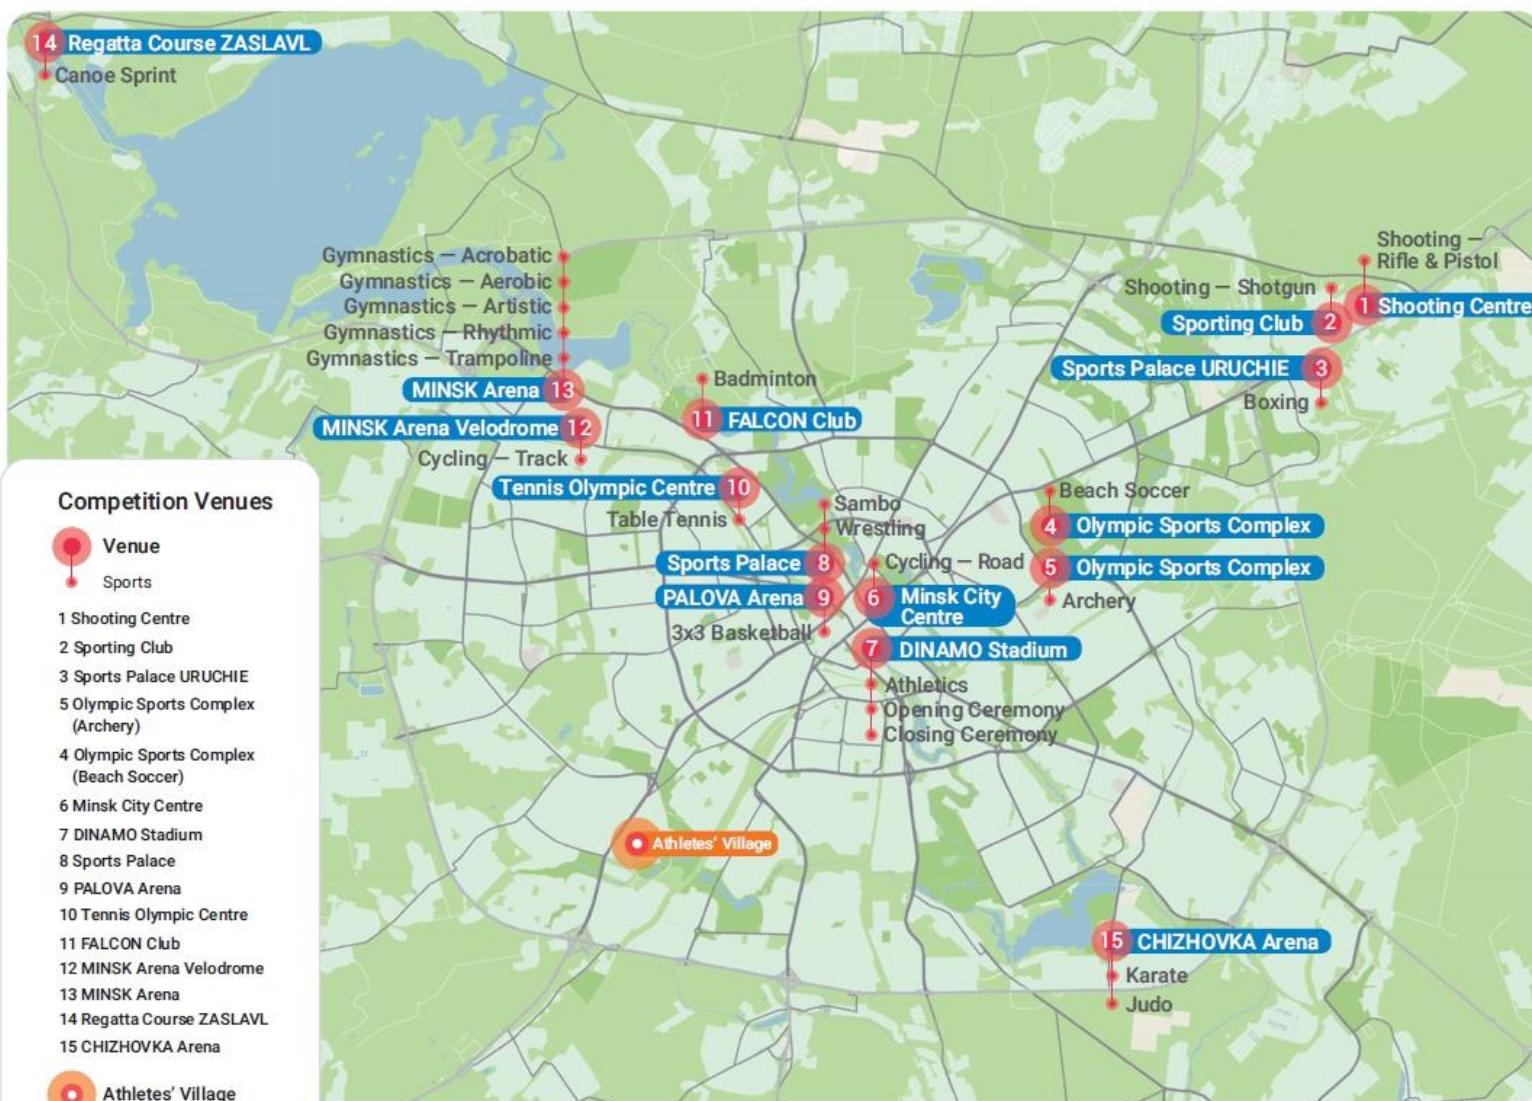 14 Regatta Course ZASLAVL
Canoe Sprint
Gymnastics — Acrobatic
Gymnastics — Aerobic
Gymnastics — Artistic
Gymnastics — Rhythmic
Gymnastics — Trampoline
MINSK Arena 13
MINSK Arena Velodrome 12
Cycling — Track
Badminton
11 FALCON Club
Tennis Olympic Centre 10
Table Tennis
Shooting —
Rifle & Pistol
1 Shooting Centre
Shooting — Shotgun
Sporting Club 2
Sports Palace URUCHIE 3
Boxing
Sambo
Wrestling
Sports Palace 8
PALOVA Arena 9
3x3 Basketball
Cycling — Road
6 Minsk City
Centre
7 DINAMO Stadium
Athletics
Opening Ceremony
Closing Ceremony
Beach Soccer
4 Olympic Sports Complex
5 Olympic Sports Complex
Archery
Athletes' Village
15 CHIZHOVKA Arena
Karate
Judo
Competition Venues
Venue
Sports
1 Shooting Centre
2 Sporting Club
3 Sports Palace URUCHIE
5 Olympic Sports Complex
(Archery)
4 Olympic Sports Complex
(Beach Soccer)
6 Minsk City Centre
7 DINAMO Stadium
8 Sports Palace
9 PALOVA Arena
10 Tennis Olympic Centre
11 FALCON Club
12 MINSK Arena Velodrome
13 MINSK Arena
14 Regatta Course ZASLAVL
15 CHIZHOVKA Arena
Athletes' Village